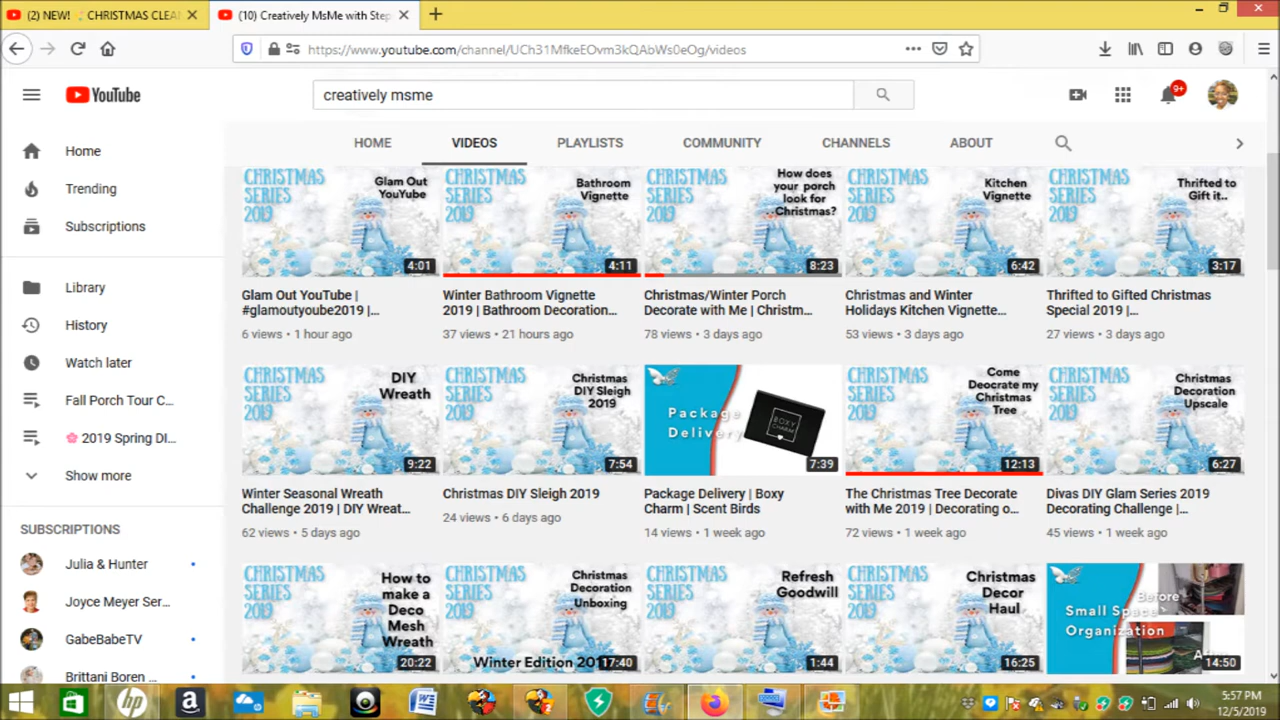 (2) NEW! CHRISTMAS CLEAN
(10) Creatively MsMe with Step
https://www.youtube.com/channel/UCh31MfkeEOvm3kQAbWs0eOg/videos
YouTube
creatively msme
9+
HOME
VIDEOS
PLAYLISTS
COMMUNITY
CHANNELS
ABOUT
Home
Trending
Subscriptions
Library
History
Watch later
Fall Porch Tour C...
2019 Spring DI...
Show more
SUBSCRIPTIONS
Julia & Hunter
Joyce Meyer Ser...
GabeBabeTV
Brittani Boren ...
CHRISTMAS
SERIES
2019
Glam Out
YouYube
4:01
Glam Out YouTube |
#glamoutyoube2019 |...
6 views • 1 hour ago
CHRISTMAS
SERIES
2019
Bathroom
Vignette
4:11
Winter Bathroom Vignette
2019 | Bathroom Decoration...
37 views • 21 hours ago
CHRISTMAS
SERIES
2019
How does
your porch
look for
Christmas?
8:23
Christmas/Winter Porch
Decorate with Me | Christm...
78 views • 3 days ago
CHRISTMAS
SERIES
2019
Kitchen
Vignette
6:42
Christmas and Winter
Holidays Kitchen Vignette...
53 views • 3 days ago
CHRISTMAS
SERIES
2019
Thrifted to
Gift it..
3:17
Thrifted to Gifted Christmas
Special 2019 |...
27 views • 3 days ago
CHRISTMAS
SERIES
2019
DIY
Wreath
9:22
Winter Seasonal Wreath
Challenge 2019 | DIY Wreat...
62 views • 5 days ago
CHRISTMAS
SERIES
2019
Christmas
DIY Sleigh
2019
7:54
Christmas DIY Sleigh 2019
24 views • 6 days ago
Package
Delivery
BOXY
CHARM
7:39
Package Delivery | Boxy
Charm | Scent Birds
14 views • 1 week ago
CHRISTMAS
SERIES
2019
Come
Deocrate my
Christmas
Tree
12:13
The Christmas Tree Decorate
with Me 2019 | Decorating o...
72 views • 1 week ago
CHRISTMAS
SERIES
2019
Christmas
Decoration
Upscale
6:27
Divas DIY Glam Series 2019
Decorating Challenge |...
45 views • 1 week ago
CHRISTMAS
SERIES
2019
How to
make a
Deco
Mesh
Wreath
20:22
CHRISTMAS
SERIES
2019
Christmas
Decoration
Unboxing
Winter Edition 201
17:40
CHRISTMAS
SERIES
2019
Refresh
Goodwill
1:44
CHRISTMAS
SERIES
2019
Christmas
Decor
Haul
16:25
Before
Small Space
Organization
After
14:50
5:57 PM
12/5/2019